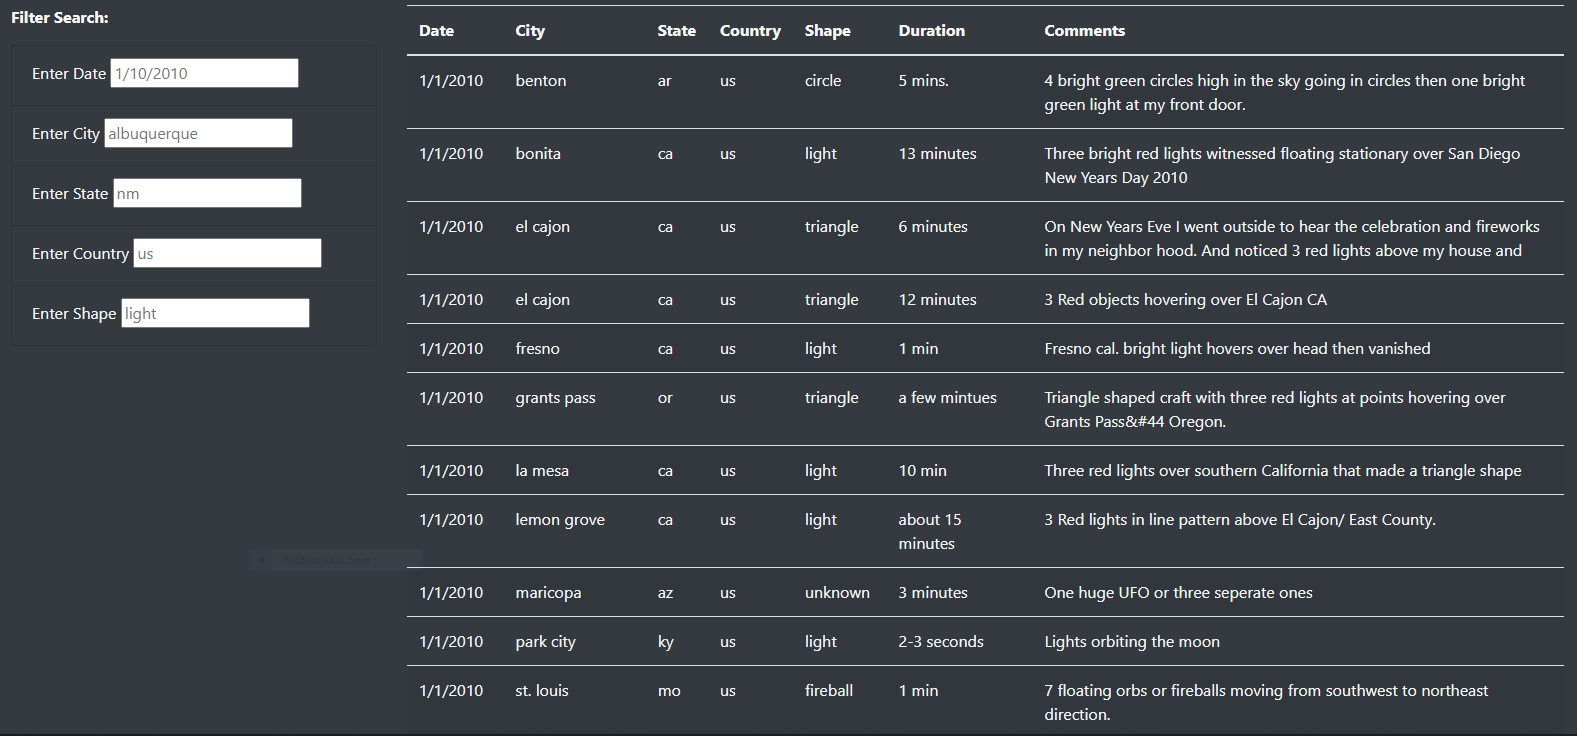 Filter Search:
Enter Date 1/10/2010
Enter City albuquerque
Enter State nm
Enter Country us
Enter Shape light
Date City State Country Shape Duration Comments
1/1/2010 benton ar us circle 5 mins. 4 bright green circles high in the sky going in circles then one bright
green light at my front door.
1/1/2010 bonita ca us light 13 minutes Three bright red lights witnessed floating stationary over San Diego
New Years Day 2010
1/1/2010 el cajon ca us triangle 6 minutes On New Years Eve I went outside to hear the celebration and fireworks
in my neighbor hood. And noticed 3 red lights above my house and
1/1/2010 el cajon ca us triangle 12 minutes 3 Red objects hovering over El Cajon CA
1/1/2010 fresno ca us light 1 min Fresno cal. bright light hovers over head then vanished
1/1/2010 grants pass or us triangle a few mintues Triangle shaped craft with three red lights at points hovering over
Grants Pass&#44 Oregon.
1/1/2010 la mesa ca us light 10 min Three red lights over southern California that made a triangle shape
1/1/2010 lemon grove ca us light about 15 3 Red lights in line pattern above El Cajon/ East County.
minutes
1/1/2010 maricopa az us unknown 3 minutes One huge UFO or three seperate ones
1/1/2010 park city ky us light 2-3 seconds Lights orbiting the moon
1/1/2010 st. louis mo us fireball 1 min 7 floating orbs or fireballs moving from southwest to northeast
direction.
Rectangular Snip